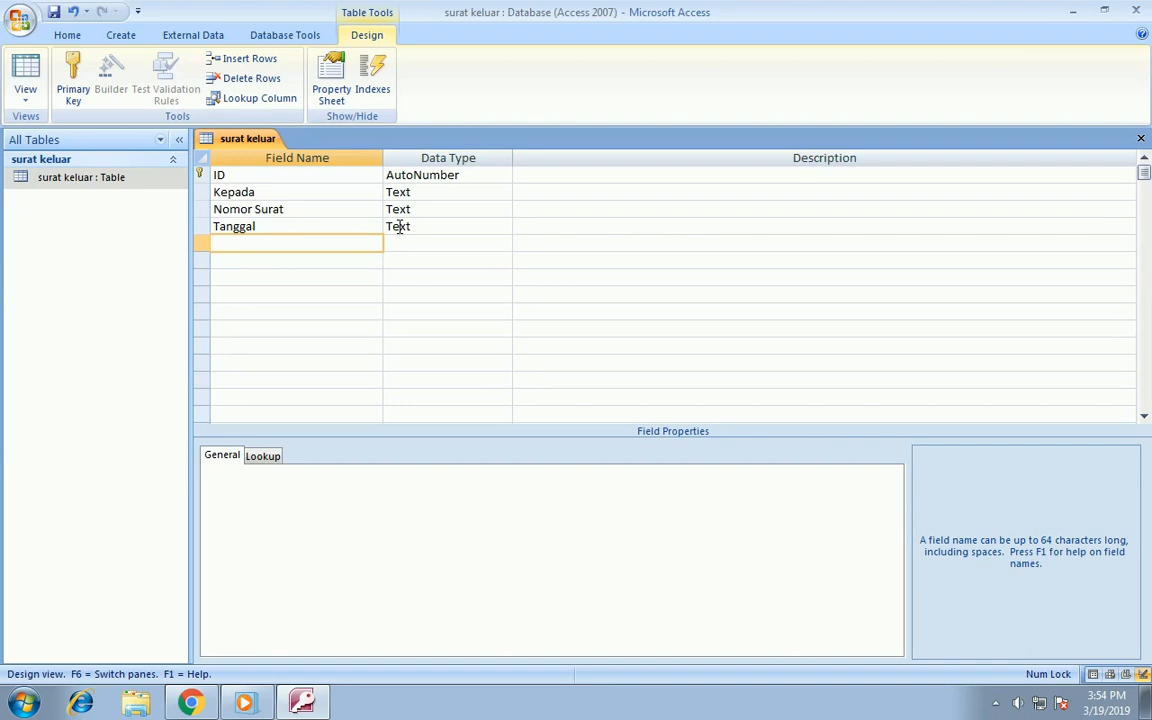 Table Tools
surat keluar : Database (Access 2007) - Microsoft Access
Home
Create
External Data
Database Tools
Design
View
Primary
Key
Builder
Test Validation
Rules
Insert Rows
Delete Rows
Lookup Column
Property
Sheet
Indexes
Views
Tools
Show/Hide
All Tables
surat keluar
surat keluar : Table
surat keluar
Field Name
Data Type
Description
ID
AutoNumber
Kepada
Text
Nomor Surat
Text
Tanggal
Text
Field Properties
General
Lookup
A field name can be up to 64 characters long,
including spaces. Press F1 for help on field
names.
Design view. F6 = Switch panes. F1 = Help.
Num Lock
3:54 PM
3/19/2019